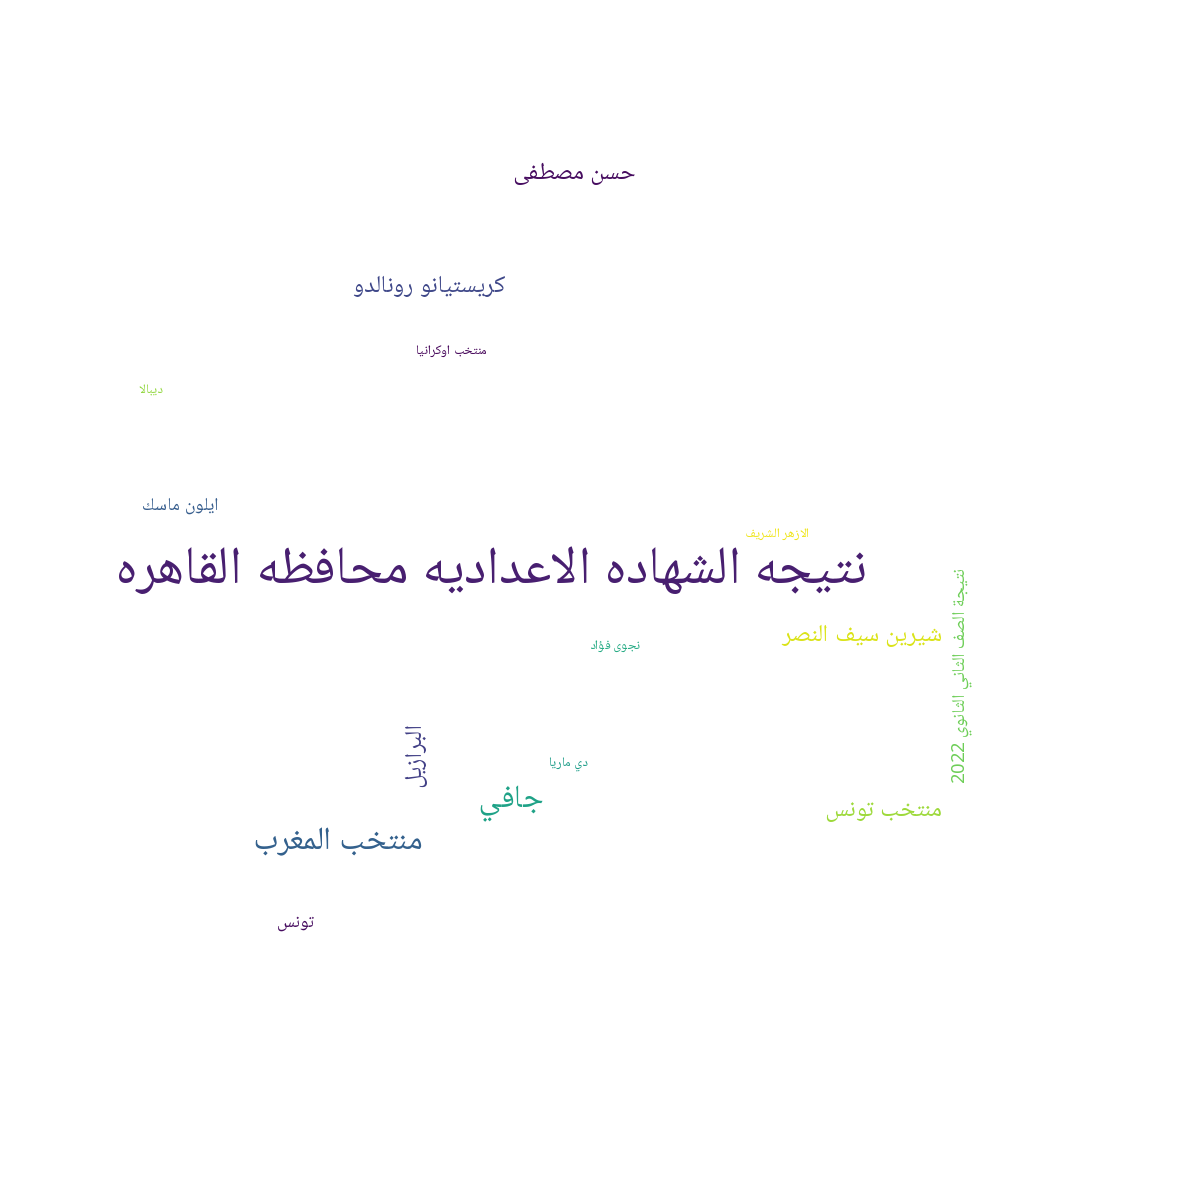 حسن مصطفى
كريستيانو رونالدو
منتخب اوكرانيا
ديبالا
ايلون ماسك
الازهر الشريف
نتيجه الشهاده الاعداديه محافظه القاهره
نتيجة الصف الثاني الثانوي 2022
شيرين سيف النصر
نجوى فؤاد
البرازيل
دي ماريا
جافي
منتخب تونس
منتخب المغرب
تونس